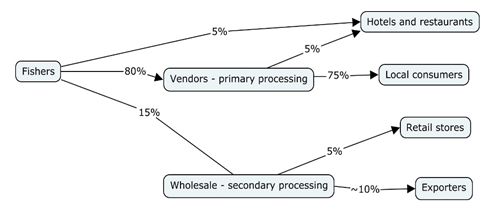 Hotels and restaurants
5%
5%
Fishers
80%
Vendors - primary processing
75%
Local consumers
15%
Retail stores
5%
Wholesale - secondary processing
~10%
Exporters